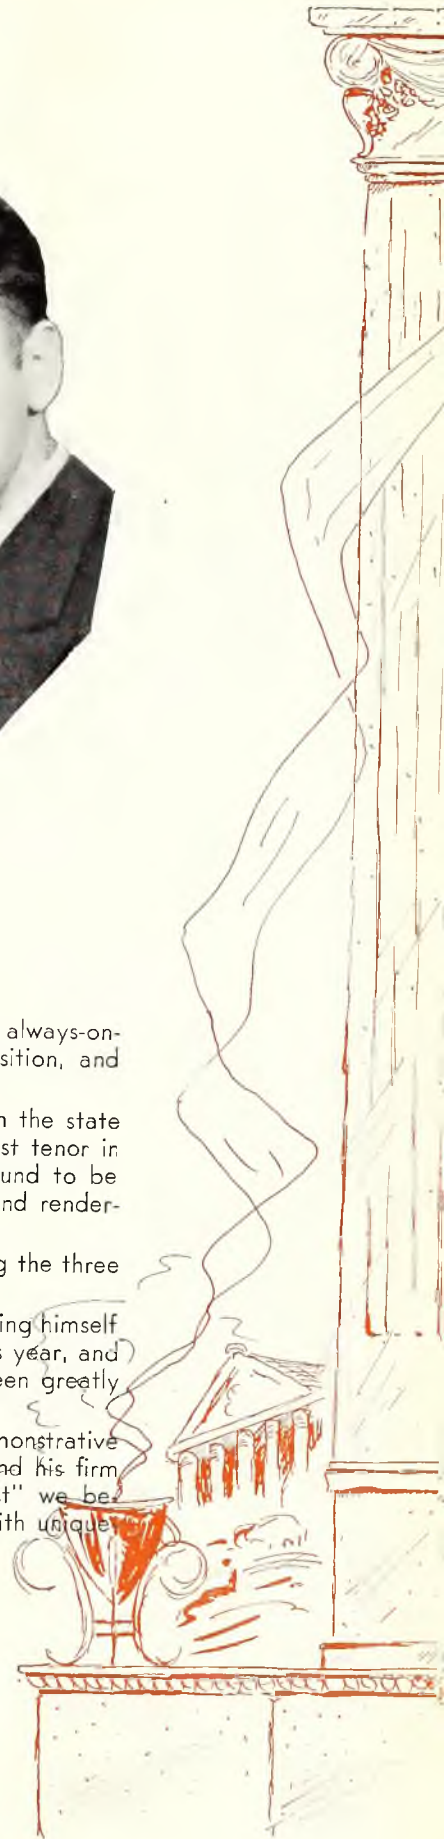 always-on-
sition, and
n the state
st tenor in
und to be
nd render-
g the three
ing himself
s year, and
een greatly
monstrative
nd his firm
t" we be-
ith unique